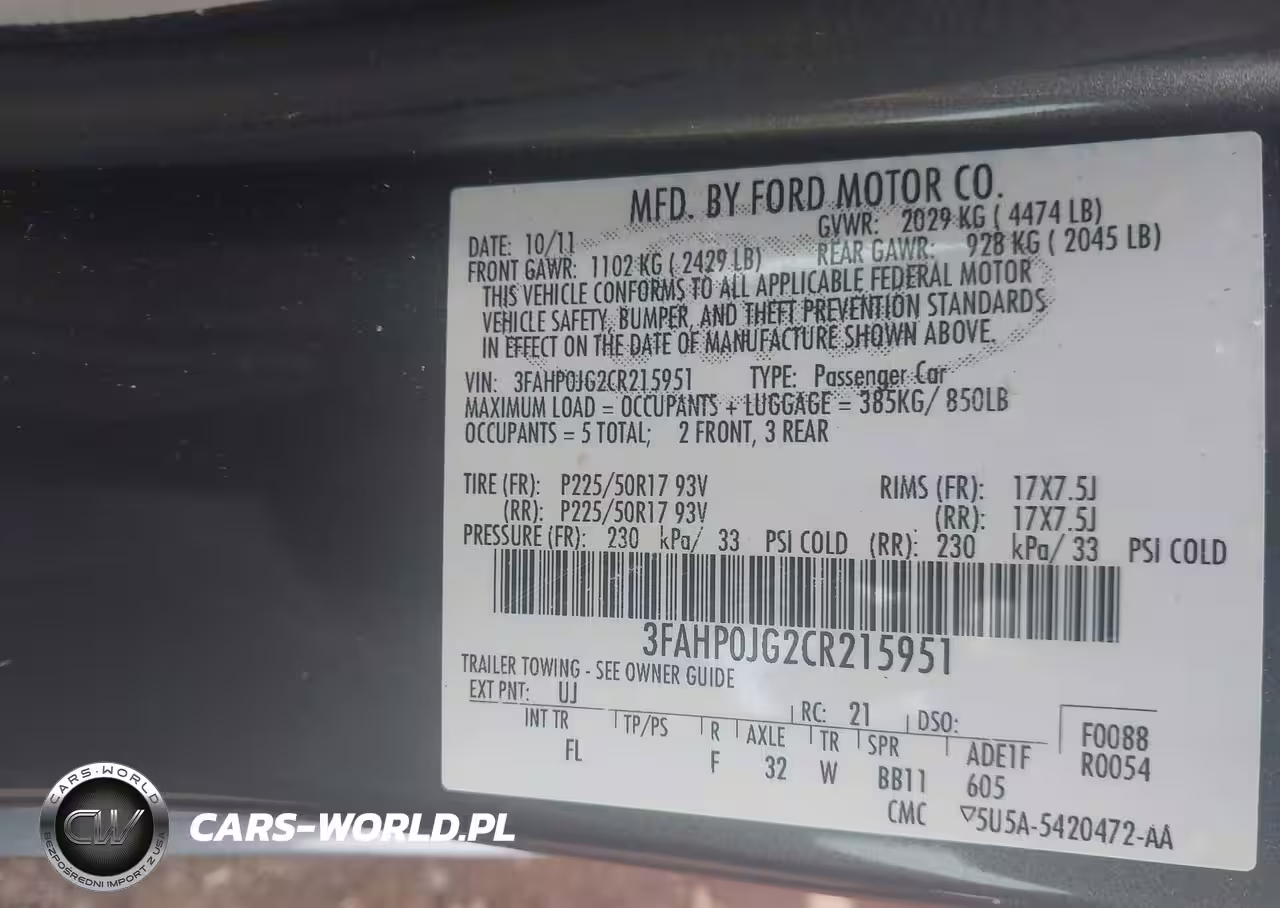 MFD. BY FORD MOTOR CO.
DATE: 10/11 GVWR: 2029 KG ( 4474 LB)
FRONT GAWR: 1102 KG ( 2429 LB) REAR GAWR: 928 KG ( 2045 LB)
THIS VEHICLE CONFORMS TO ALL APPLICABLE FEDERAL MOTOR
VEHICLE SAFETY, BUMPER, AND THEFT PREVENTION STANDARDS
IN EFFECT ON THE DATE OF MANUFACTURE SHOWN ABOVE.
VIN: 3FAHP0JG2CR215951 TYPE: Passenger Car
MAXIMUM LOAD = OCCUPANTS + LUGGAGE = 385KG/ 850LB
OCCUPANTS = 5 TOTAL; 2 FRONT, 3 REAR
TIRE (FR): P225/50R17 93V RIMS (FR): 17X7.5J
(RR): P225/50R17 93V (RR): 17X7.5J
PRESSURE (FR): 230 kPa/ 33 PSI COLD (RR): 230 kPa/ 33 PSI COLD
3FAHP0JG2CR215951
TRAILER TOWING - SEE OWNER GUIDE
EXT PNT: UJ RC: 21 DSO: F0088
INT TR TP/PS R AXLE TR SPR ADE1F R0054
FL F 32 W BB11 605
CMC ▽5U5A-5420472-AA
CARS-WORLD
CW
BEZPOŚREDNI IMPORT Z USA
CARS-WORLD.PL